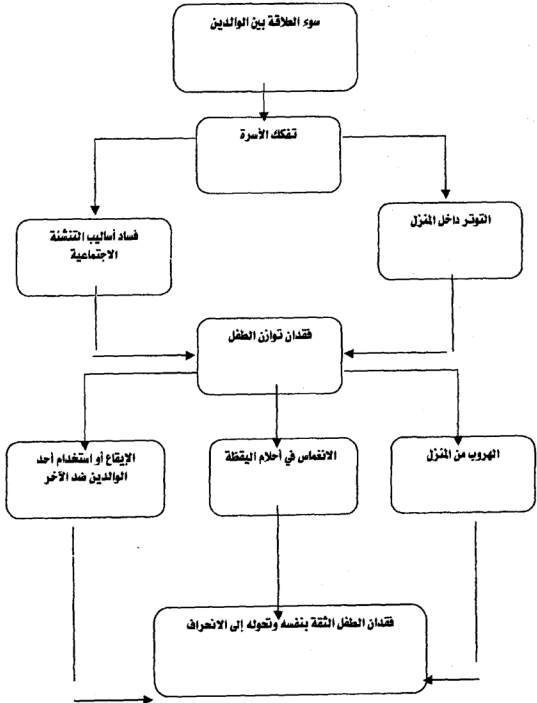 سوء العلاقة بين الوالدين
تفكك الأسرة
التوتر داخل المنزل
فساد أساليب التنشئة
الاجتماعية
فقدان توازن الطفل
الهروب من المنزل
الانغماس في أحلام اليقظة
الإيقاع أو استخدام أحد
الوالدين ضد الآخر
فقدان الطفل الثقة بنفسه وتحوله إلى الانحراف